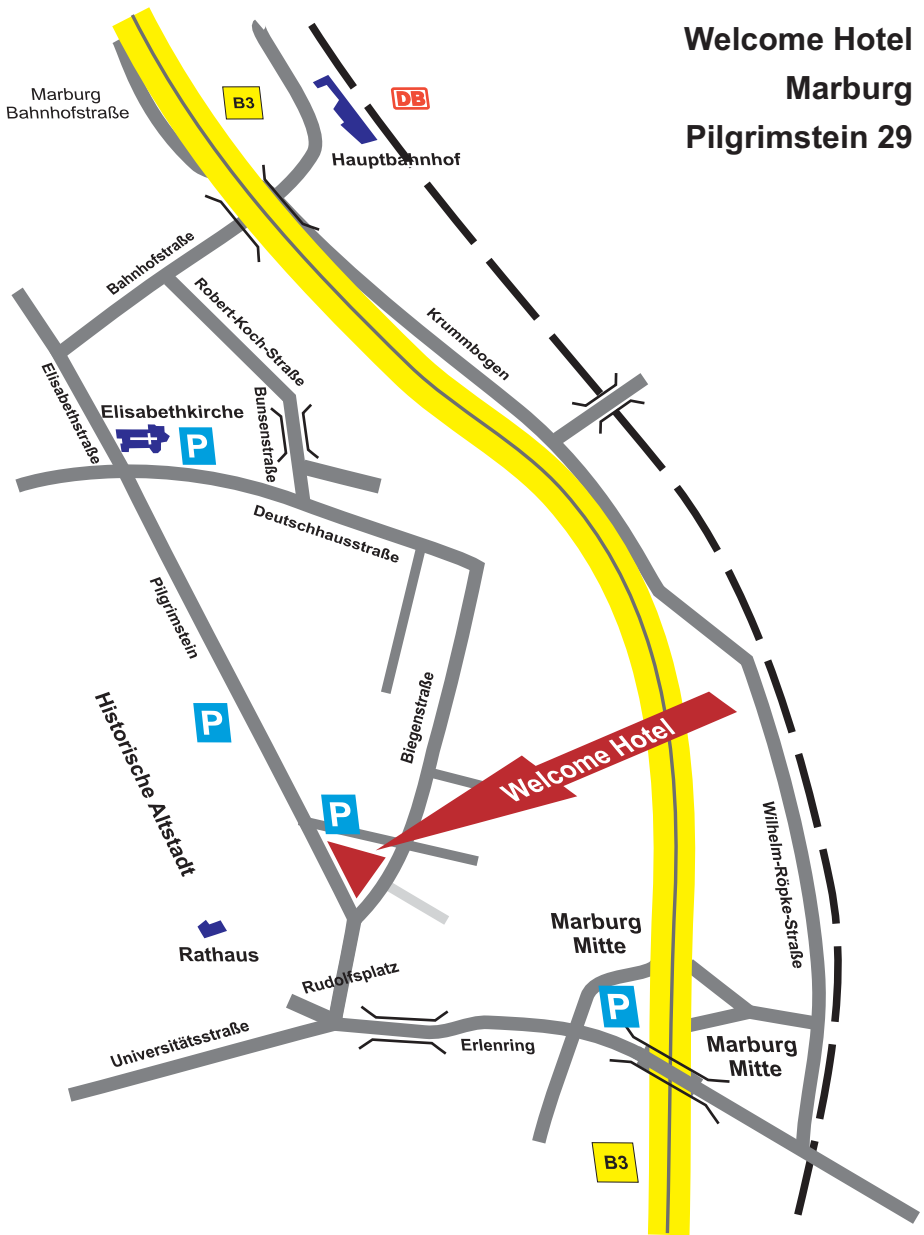 Welcome Hotel
Marburg
Pilgrimstein 29
Marburg
Bahnhofstraße
B3
DB
Hauptbahnhof
Bahnhofstraße
Robert-Koch-Straße
Krummbogen
Elisabethstraße
Elisabethkirche
P
Bunsenstraße
Deutschhausstraße
Pilgrimstein
P
Historische Altstadt
Biegenstraße
Welcome Hotel
P
Wilhelm-Röpke-Straße
Rathaus
Marburg
Mitte
Rudolfsplatz
P
Universitätsstraße
Erlenring
Marburg
Mitte
B3